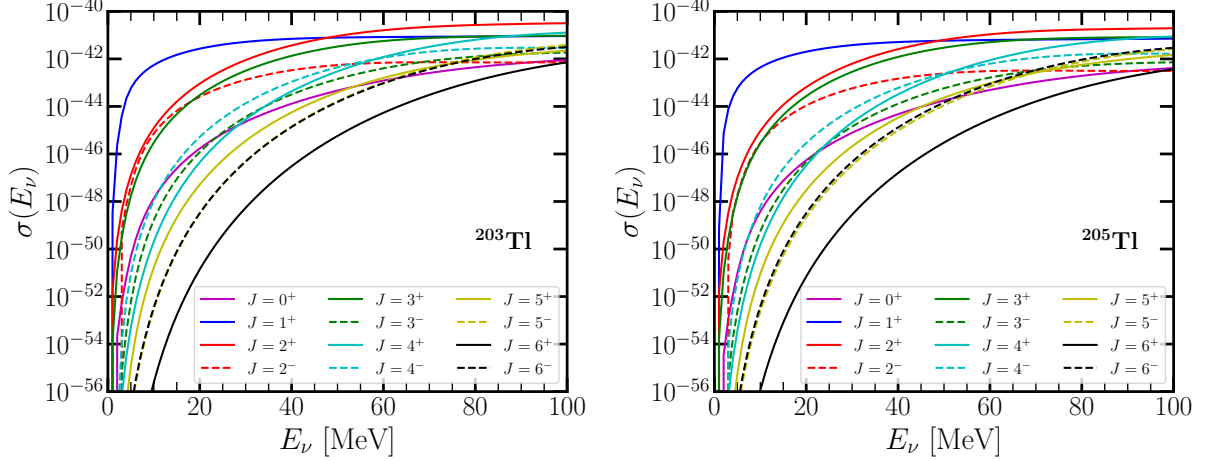 10⁻⁴⁰
10⁻⁴²
10⁻⁴⁴
10⁻⁴⁶
10⁻⁴⁸
10⁻⁵⁰
10⁻⁵²
10⁻⁵⁴
10⁻⁵⁶
σ(E_ν)
²⁰³Tl
J = 0⁺ J = 3⁺ J = 5⁺
J = 1⁺ J = 3⁻ J = 5⁻
J = 2⁺ J = 4⁺ J = 6⁺
J = 2⁻ J = 4⁻ J = 6⁻
0 20 40 60 80 100
E_ν [MeV]
10⁻⁴⁰
10⁻⁴²
10⁻⁴⁴
10⁻⁴⁶
10⁻⁴⁸
10⁻⁵⁰
10⁻⁵²
10⁻⁵⁴
10⁻⁵⁶
σ(E_ν)
²⁰⁵Tl
J = 0⁺ J = 3⁺ J = 5⁺
J = 1⁺ J = 3⁻ J = 5⁻
J = 2⁺ J = 4⁺ J = 6⁺
J = 2⁻ J = 4⁻ J = 6⁻
0 20 40 60 80 100
E_ν [MeV]